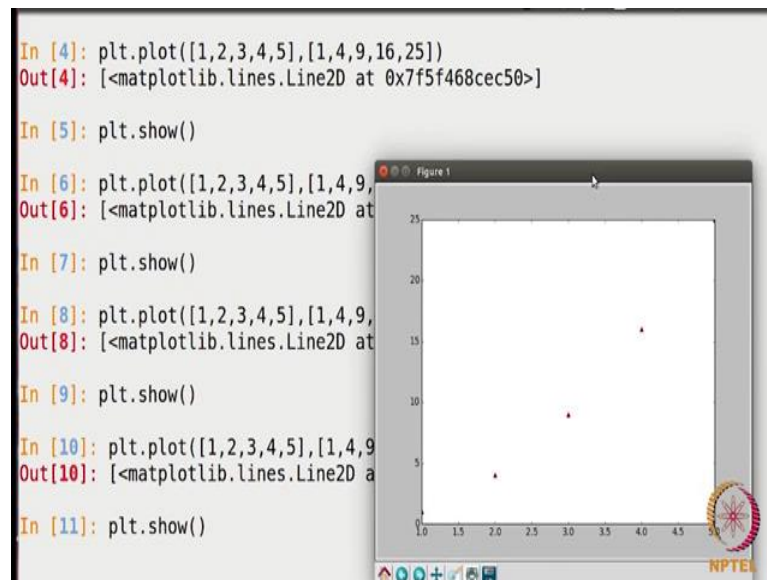 In [4]: plt.plot([1,2,3,4,5],[1,4,9,16,25])
Out[4]: [<matplotlib.lines.Line2D at 0x7f5f468cec50>]
In [5]: plt.show()
In [6]: plt.plot([1,2,3,4,5],[1,4,9,
Out[6]: [<matplotlib.lines.Line2D at
In [7]: plt.show()
In [8]: plt.plot([1,2,3,4,5],[1,4,9,
Out[8]: [<matplotlib.lines.Line2D at
In [9]: plt.show()
In [10]: plt.plot([1,2,3,4,5],[1,4,9
Out[10]: [<matplotlib.lines.Line2D a
In [11]: plt.show()
Figure 1
25
20
15
10
5
0
1.0 1.5 2.0 2.5 3.0 3.5 4.0 4.5
NPTEL